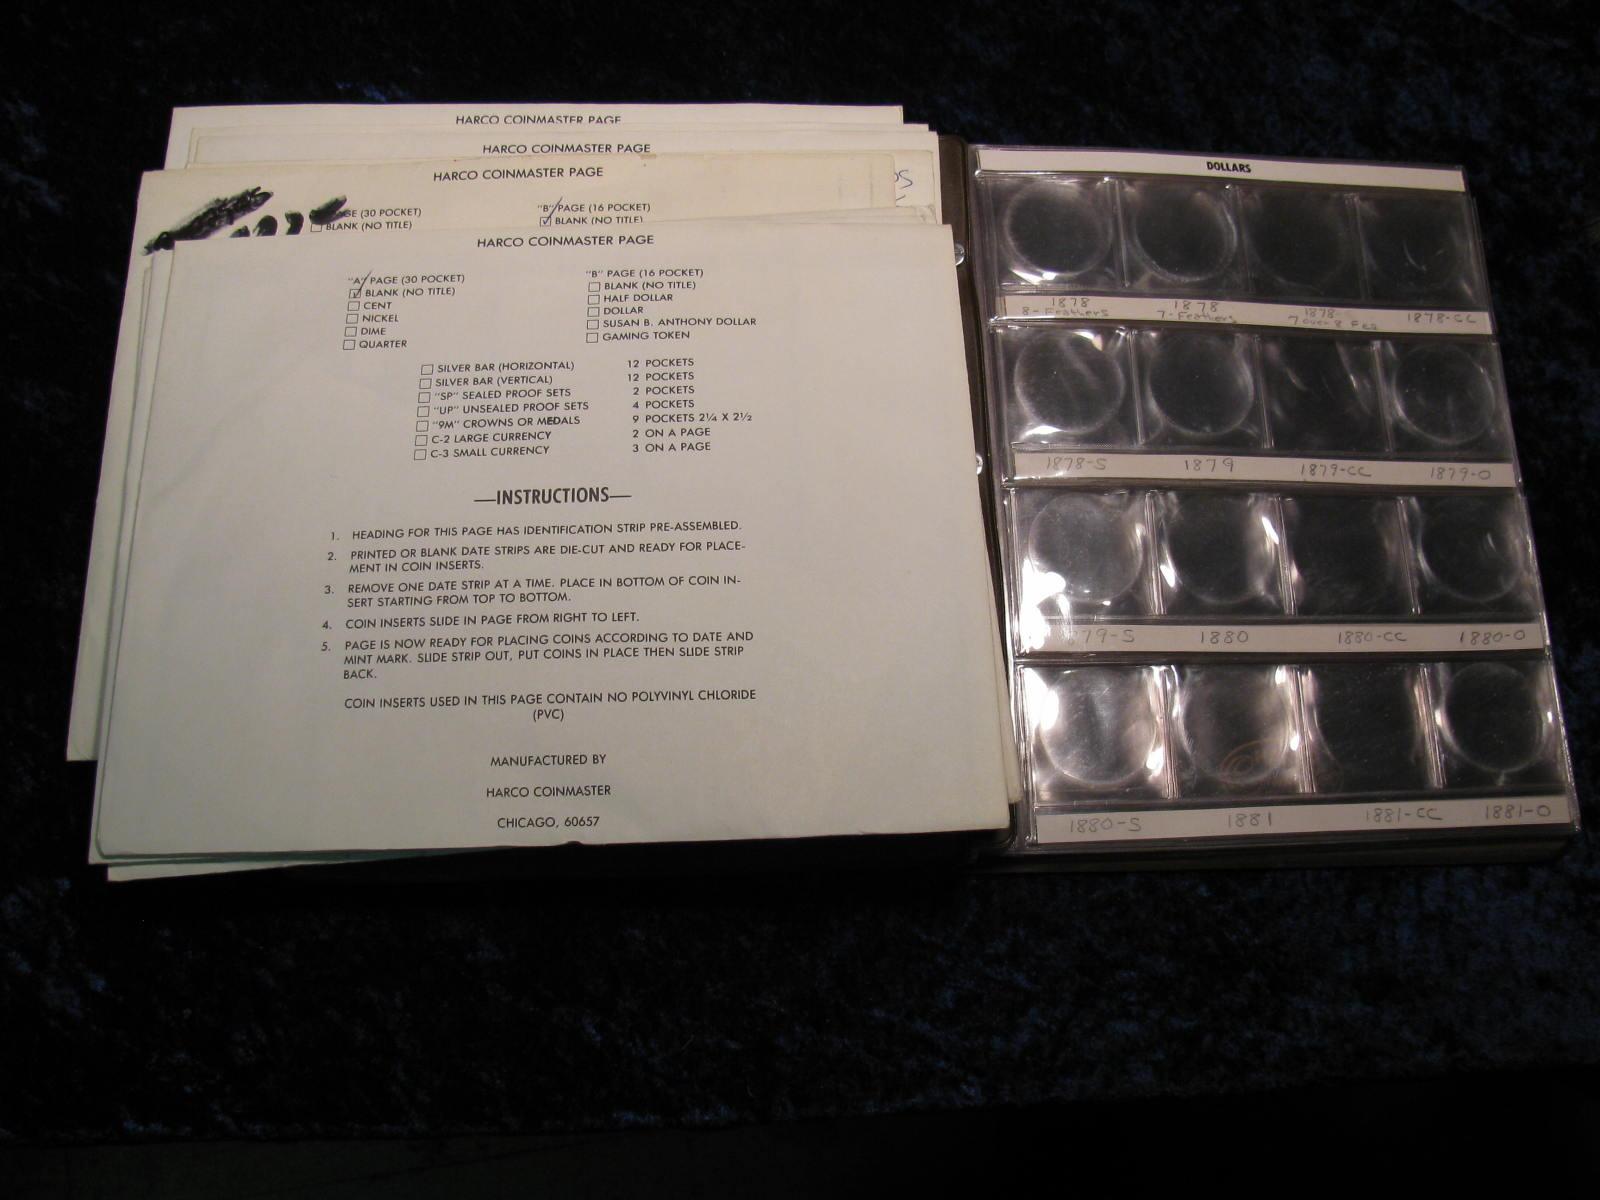 HARCO COINMASTER PAGE
HARCO COINMASTER PAGE
HARCO COINMASTER PAGE
(30 POCKET)
BLANK (NO TITLE)
"B" PAGE (16 POCKET)
BLANK (NO TITLE)
HARCO COINMASTER PAGE
"A" PAGE (30 POCKET)
BLANK (NO TITLE)
CENT
NICKEL
DIME
QUARTER
"B" PAGE (16 POCKET)
BLANK (NO TITLE)
HALF DOLLAR
DOLLAR
SUSAN B. ANTHONY DOLLAR
GAMING TOKEN
SILVER BAR (HORIZONTAL) 12 POCKETS
SILVER BAR (VERTICAL) 12 POCKETS
"SP" SEALED PROOF SETS 2 POCKETS
"UP" UNSEALED PROOF SETS 4 POCKETS
"9M" CROWNS OR MEDALS 9 POCKETS 2¼ X 2½
C-2 LARGE CURRENCY 2 ON A PAGE
C-3 SMALL CURRENCY 3 ON A PAGE
—INSTRUCTIONS—
1. HEADING FOR THIS PAGE HAS IDENTIFICATION STRIP PRE-ASSEMBLED.
2. PRINTED OR BLANK DATE STRIPS ARE DIE-CUT AND READY FOR PLACE-
MENT IN COIN INSERTS.
3. REMOVE ONE DATE STRIP AT A TIME. PLACE IN BOTTOM OF COIN IN-
SERT STARTING FROM TOP TO BOTTOM.
4. COIN INSERTS SLIDE IN PAGE FROM RIGHT TO LEFT.
5. PAGE IS NOW READY FOR PLACING COINS ACCORDING TO DATE AND
MINT MARK. SLIDE STRIP OUT, PUT COINS IN PLACE THEN SLIDE STRIP
BACK.
COIN INSERTS USED IN THIS PAGE CONTAIN NO POLYVINYL CHLORIDE
(PVC)
MANUFACTURED BY
HARCO COINMASTER
CHICAGO, 60657
DOLLARS
1878 1878 1878 1878-CC
8-Feathers 7-Feathers 7 over 8 Fea
1878-S 1879 1879-CC 1879-O
879-S 1880 1880-CC 1880-O
1880-S 1881 1881-CC 1881-O